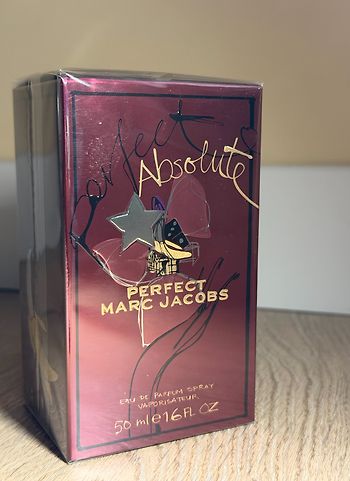 Perfect
Absolute
PERFECT
MARC JACOBS
EAU DE PARFUM SPRAY
VAPORISATEUR
50 ml e 1.6 FL OZ